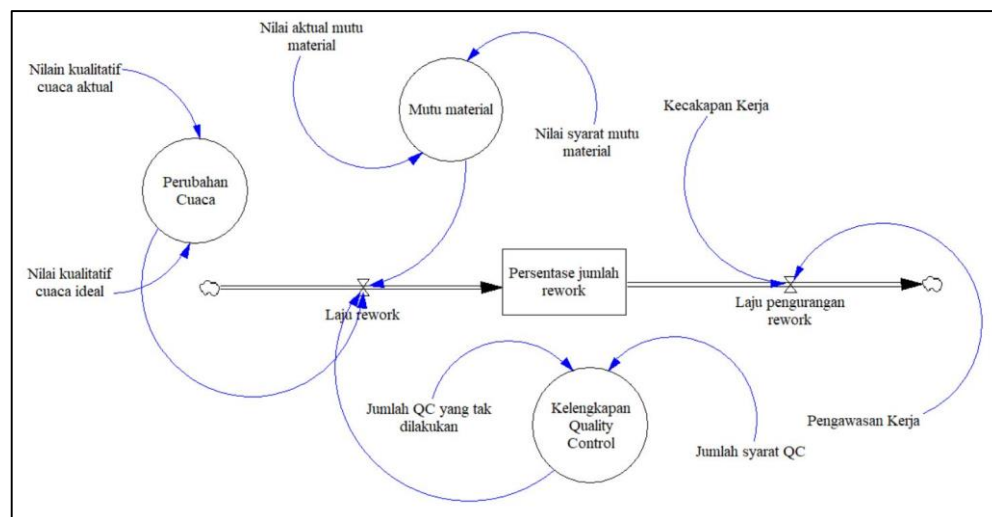 Nilai aktual mutu
material
Nilain kualitatif
cuaca aktual
Mutu material
Kecakapan Kerja
Nilai syarat mutu
material
Perubahan
Cuaca
Nilai kualitatif
cuaca ideal
Persentase jumlah
rework
Laju rework
Laju pengurangan
rework
Jumlah QC yang tak
dilakukan
Kelengkapan
Quality
Control
Jumlah syarat QC
Pengawasan Kerja